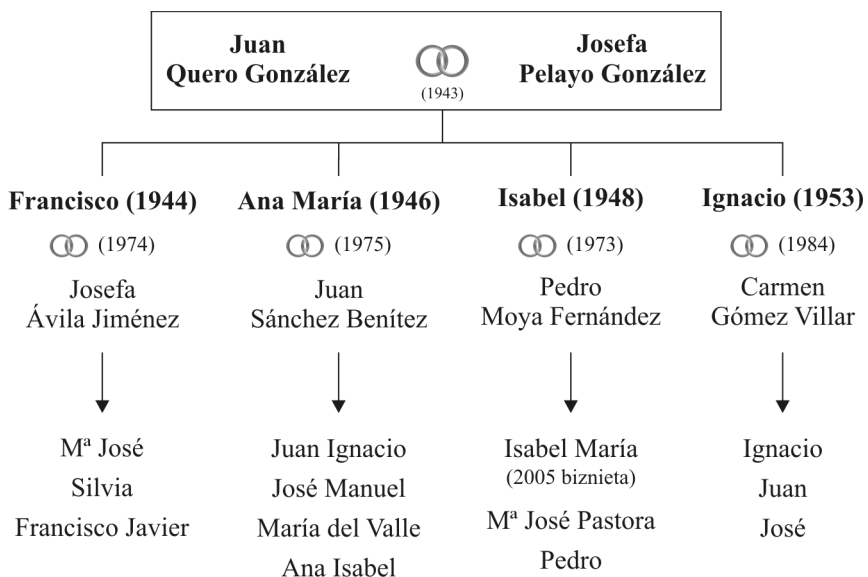 Juan
Quero González
(1943)
Josefa
Pelayo González
Francisco (1944)
(1974)
Josefa
Ávila Jiménez
Mª José
Silvia
Francisco Javier
Ana María (1946)
(1975)
Juan
Sánchez Benítez
Juan Ignacio
José Manuel
María del Valle
Ana Isabel
Isabel (1948)
(1973)
Pedro
Moya Fernández
Isabel María
(2005 biznieta)
Mª José Pastora
Pedro
Ignacio (1953)
(1984)
Carmen
Gómez Villar
Ignacio
Juan
José